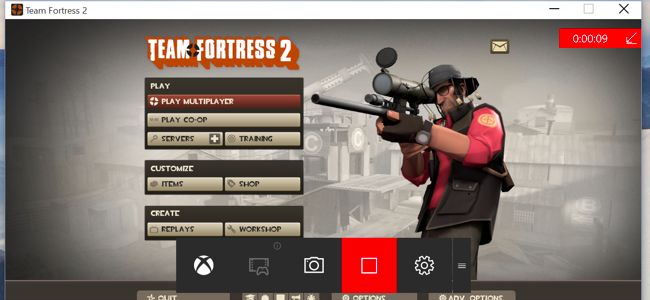 Team Fortress 2
0:00:09
TEAM FORTRESS 2
PLAY
PLAY MULTIPLAYER
PLAY CO-OP
SERVERS
TRAINING
CUSTOMIZE
ITEMS
SHOP
CREATE
REPLAYS
WORKSHOP
QUIT
OPTIONS
ADV. OPTIONS